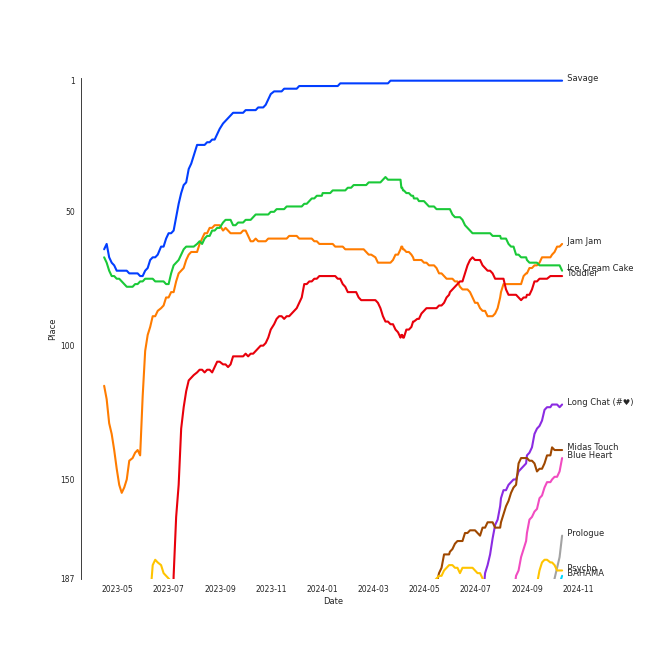 1
50
100
150
187
Place
2023-05
2023-07
2023-09
2023-11
2024-01
2024-03
2024-05
2024-07
2024-09
2024-11
Date
Savage
Jam Jam
Ice Cream Cake
Toddler
Long Chat (#♥)
Midas Touch
Blue Heart
Prologue
Psycho
BAHAMA